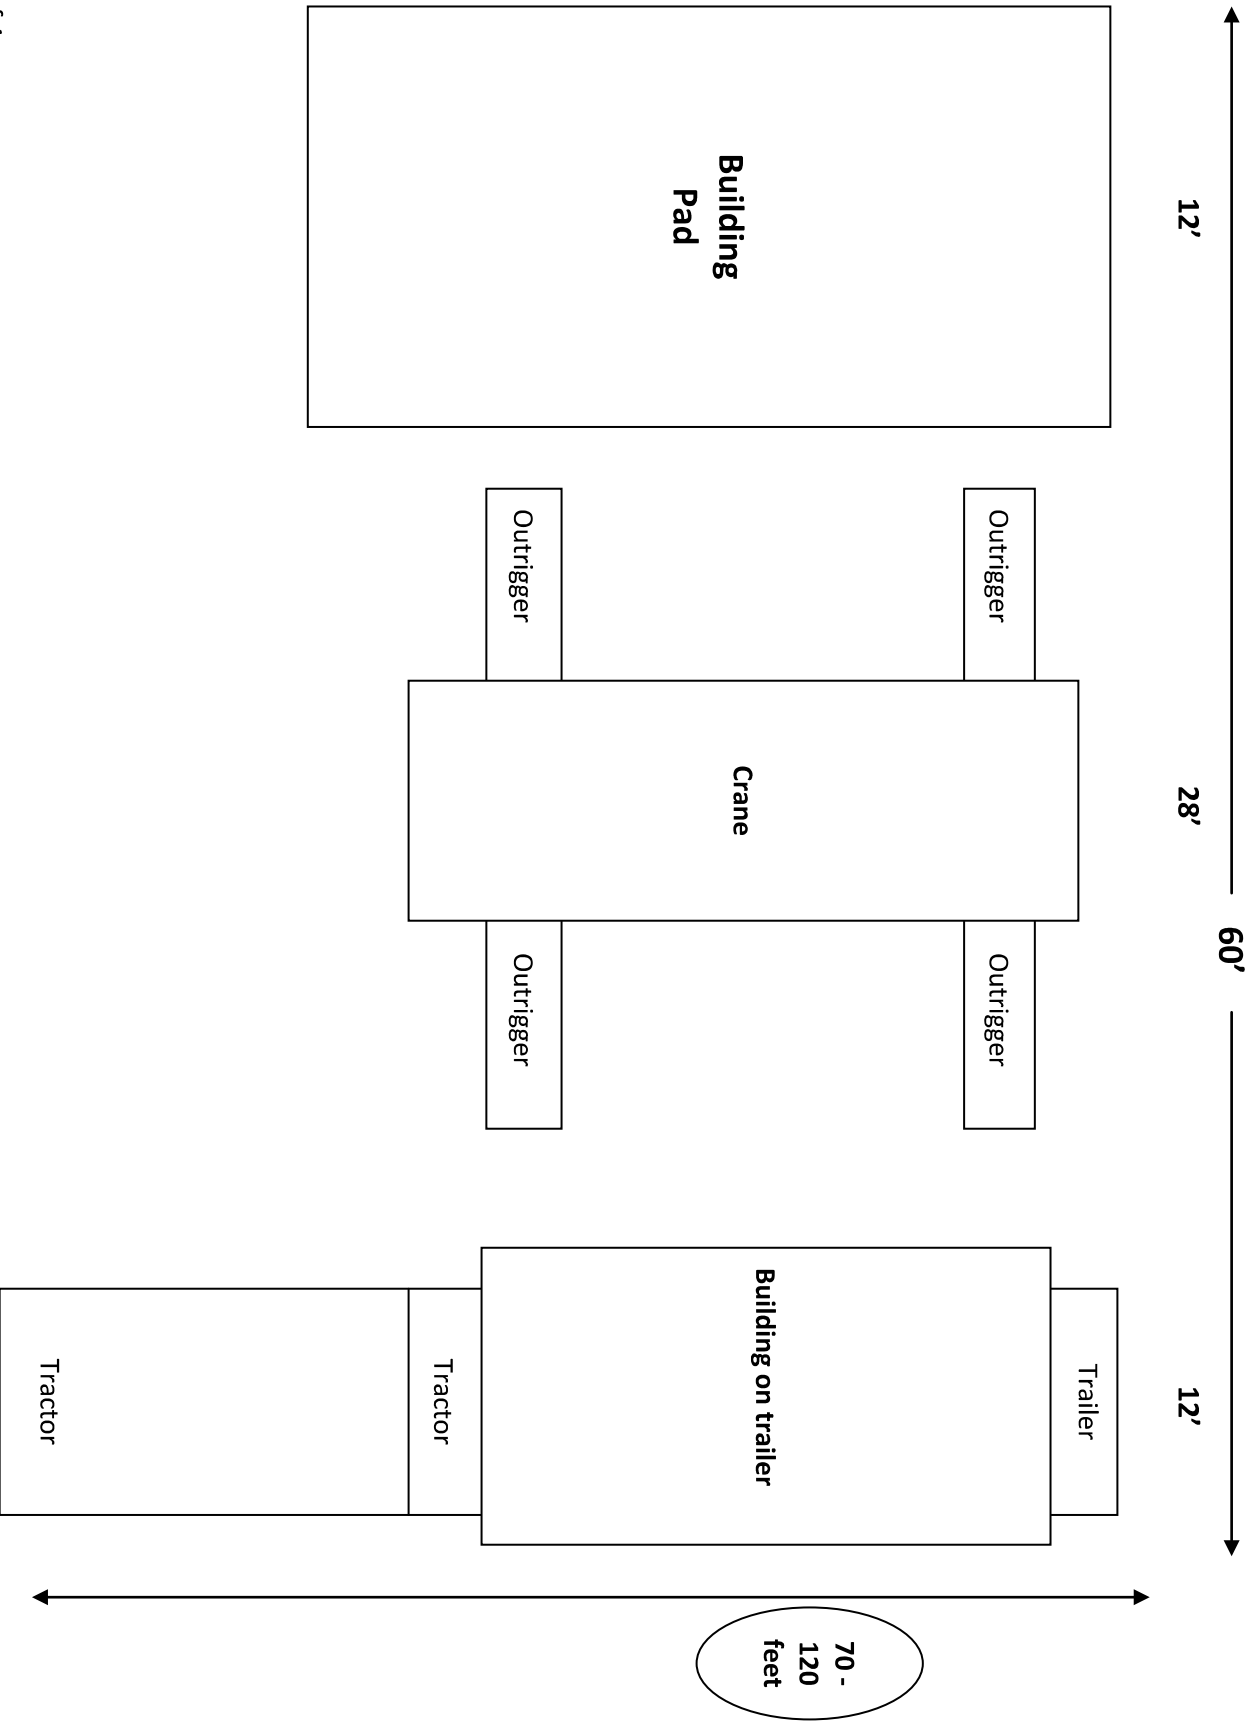 60’
12’
28’
12’
Trailer
Outrigger
Outrigger
Building
Pad
Crane
Building on trailer
70 -
120
feet
Outrigger
Outrigger
Tractor
Tractor